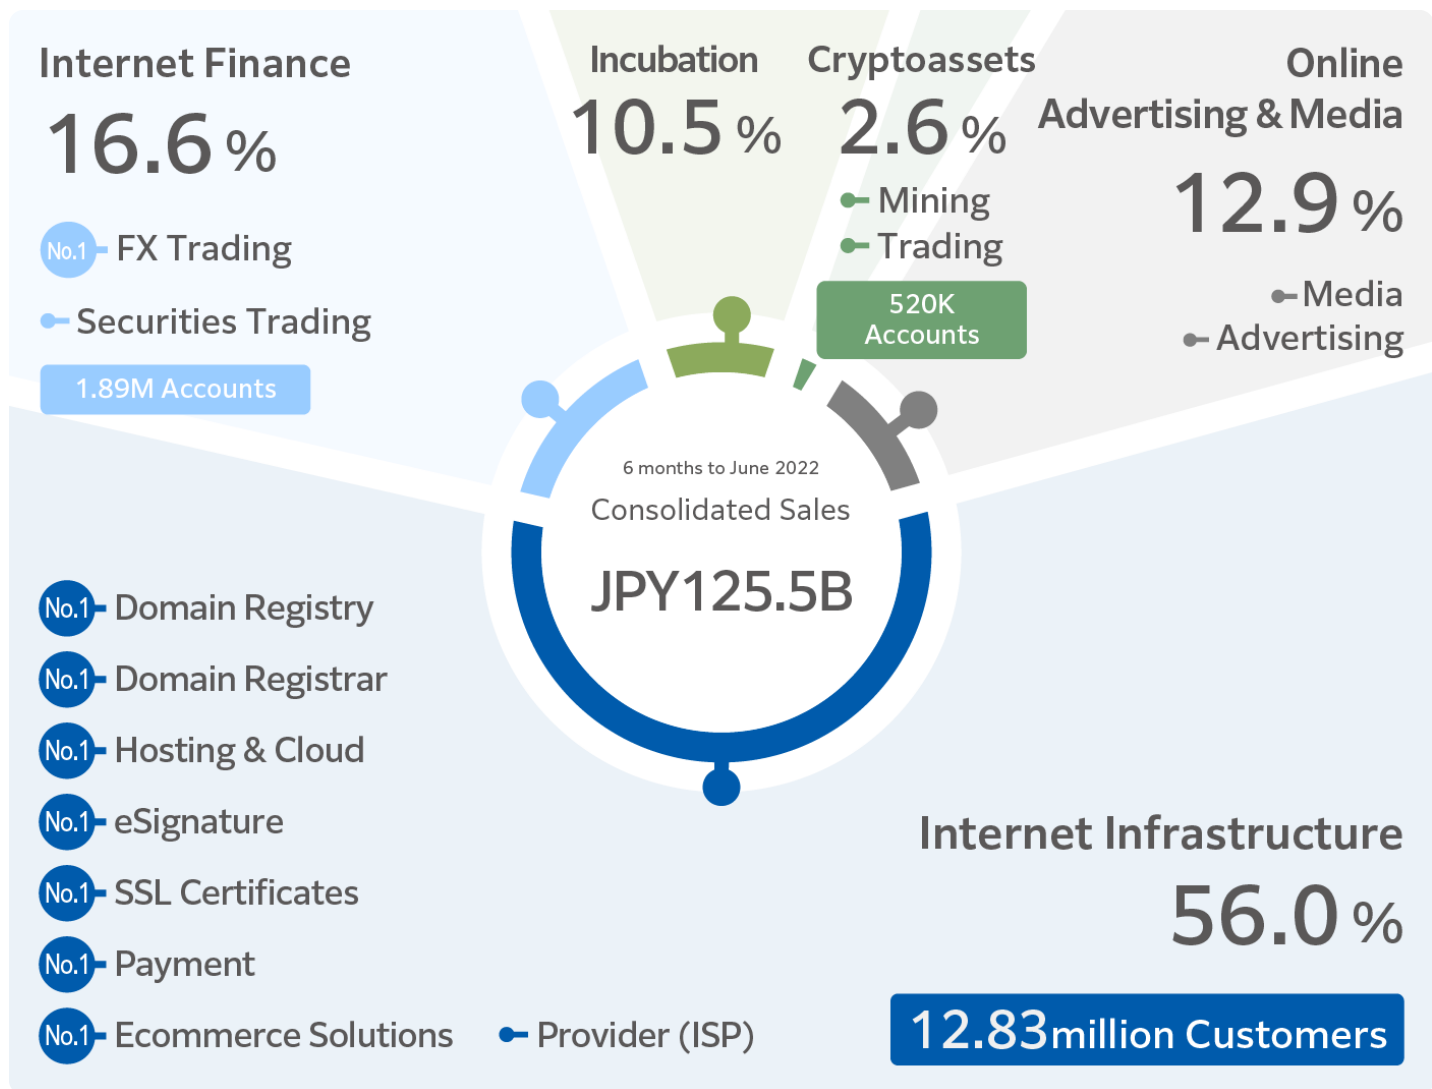 Internet Finance
16.6 %
No.1 FX Trading
Securities Trading
1.89M Accounts
Incubation
10.5 %
Cryptoassets
2.6 %
Mining
Trading
520K
Accounts
Online
Advertising & Media
12.9 %
Media
Advertising
6 months to June 2022
Consolidated Sales
JPY125.5B
No.1 Domain Registry
No.1 Domain Registrar
No.1 Hosting & Cloud
No.1 eSignature
No.1 SSL Certificates
No.1 Payment
No.1 Ecommerce Solutions
Provider (ISP)
Internet Infrastructure
56.0 %
12.83million Customers